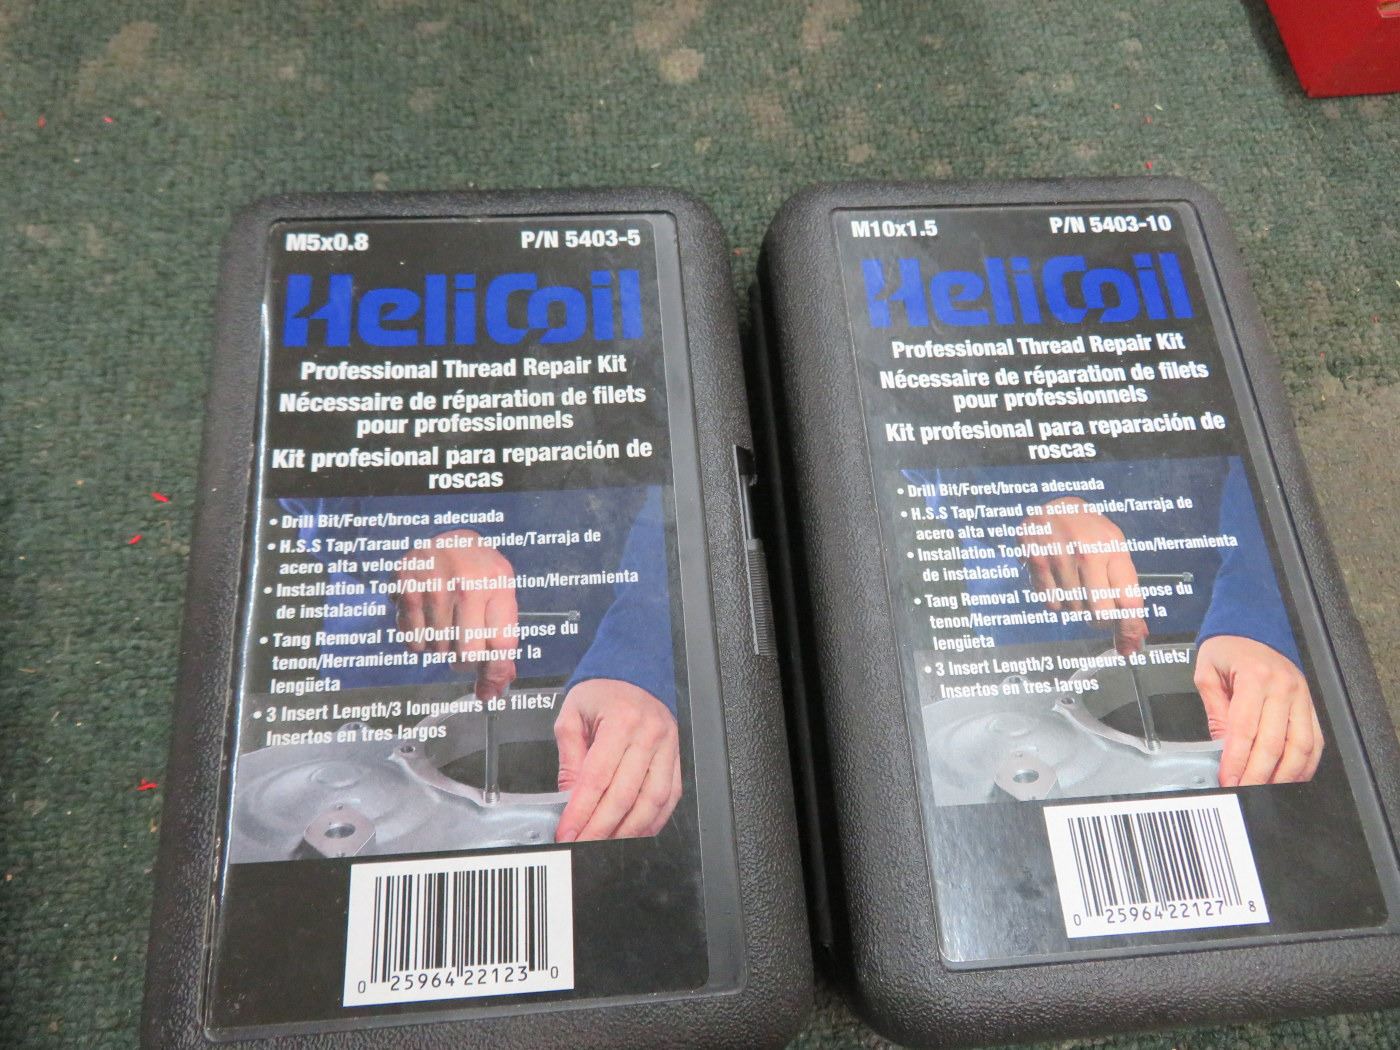 M5x0.8 P/N 5403-5
HeliCoil
Professional Thread Repair Kit
Nécessaire de réparation de filets
pour professionnels
Kit profesional para reparación de
roscas
• Drill Bit/Foret/broca adecuada
• H.S.S Tap/Taraud en acier rapide/Tarraja de
acero alta velocidad
• Installation Tool/Outil d'installation/Herramienta
de instalación
• Tang Removal Tool/Outil pour dépose du
tenon/Herramienta para remover la
lengüeta
• 3 Insert Length/3 longueurs de filets/
Insertos en tres largos
0 25964 22123 0
M10x1.5 P/N 5403-10
HeliCoil
Professional Thread Repair Kit
Nécessaire de réparation de filets
pour professionnels
Kit profesional para reparación de
roscas
• Drill Bit/Foret/broca adecuada
• H.S.S Tap/Taraud en acier rapide/Tarraja de
acero alta velocidad
• Installation Tool/Outil d'installation/Herramienta
de instalación
• Tang Removal Tool/Outil pour dépose du
tenon/Herramienta para remover la
lengüeta
• 3 Insert Length/3 longueurs de filets/
Insertos en tres largos
0 25964 22127 8